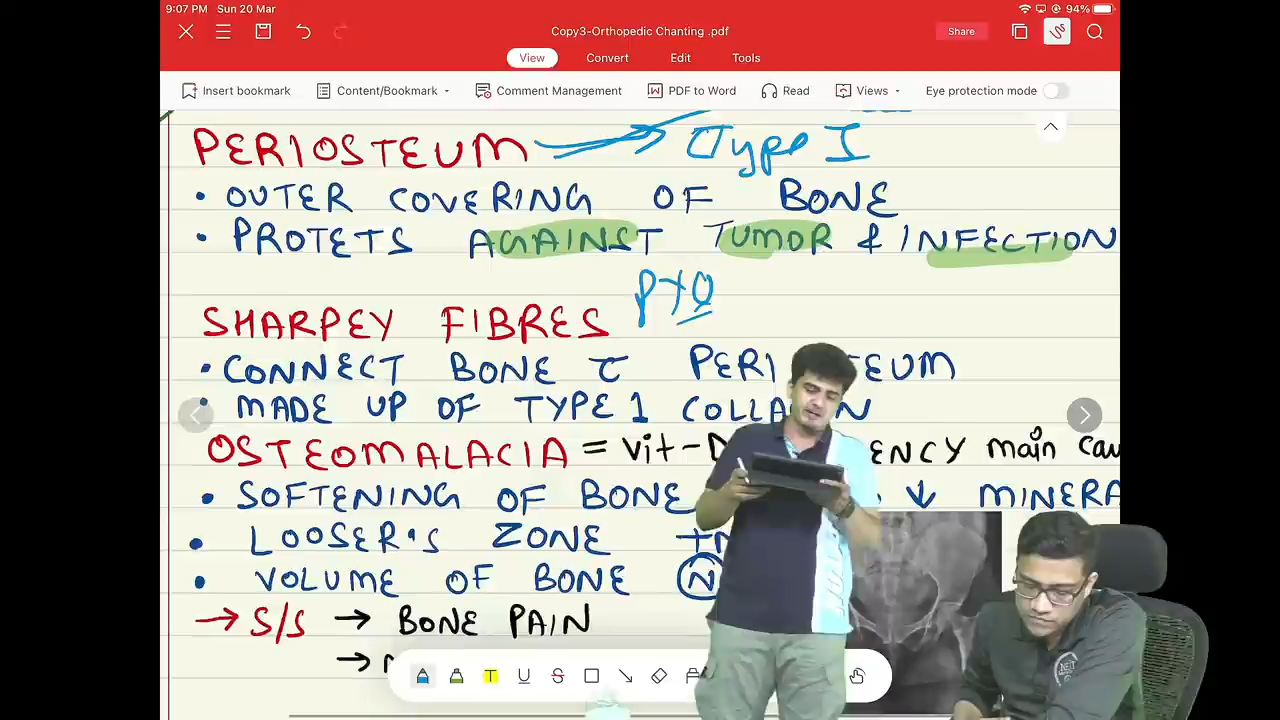 9:07 PM Sun 20 Mar
94%
Copy3-Orthopedic Chanting .pdf
Share
View Convert Edit Tools
Insert bookmark Content/Bookmark Comment Management PDF to Word Read Views Eye protection mode
PERIOSTEUM Type I
• OUTER COVERING OF BONE
• PROTETS AGAINST TUMOR & INFECTION
PYQ
SHARPEY FIBRES
• CONNECT BONE C PERI EUM
• MADE UP OF TYPE 1 COLLA N
OSTEOMALACIA = Vit-D ENCY main cau
• SOFTENING OF BONE ↓ MINERA
• LOOSER'S ZONE
• VOLUME OF BONE N
→ S/S → BONE PAIN
NEET